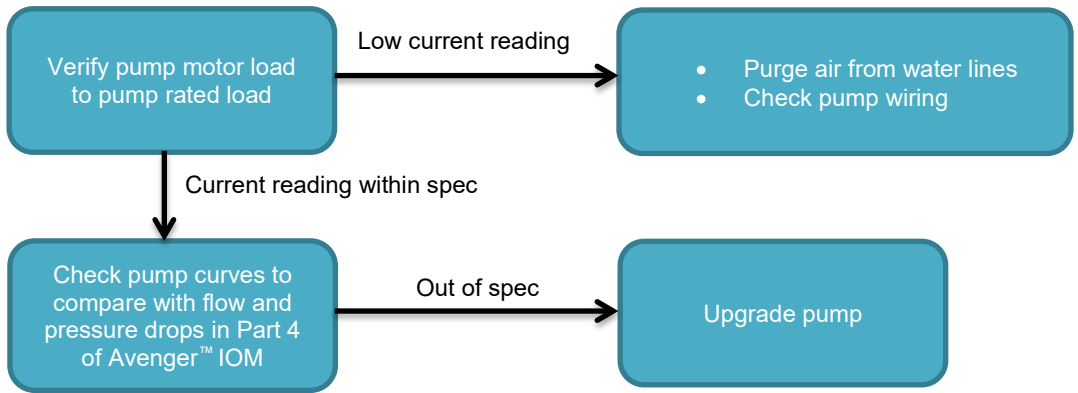 Verify pump motor load
to pump rated load
Low current reading
• Purge air from water lines
• Check pump wiring
Current reading within spec
Check pump curves to
compare with flow and
pressure drops in Part 4
of Avenger™ IOM
Out of spec
Upgrade pump